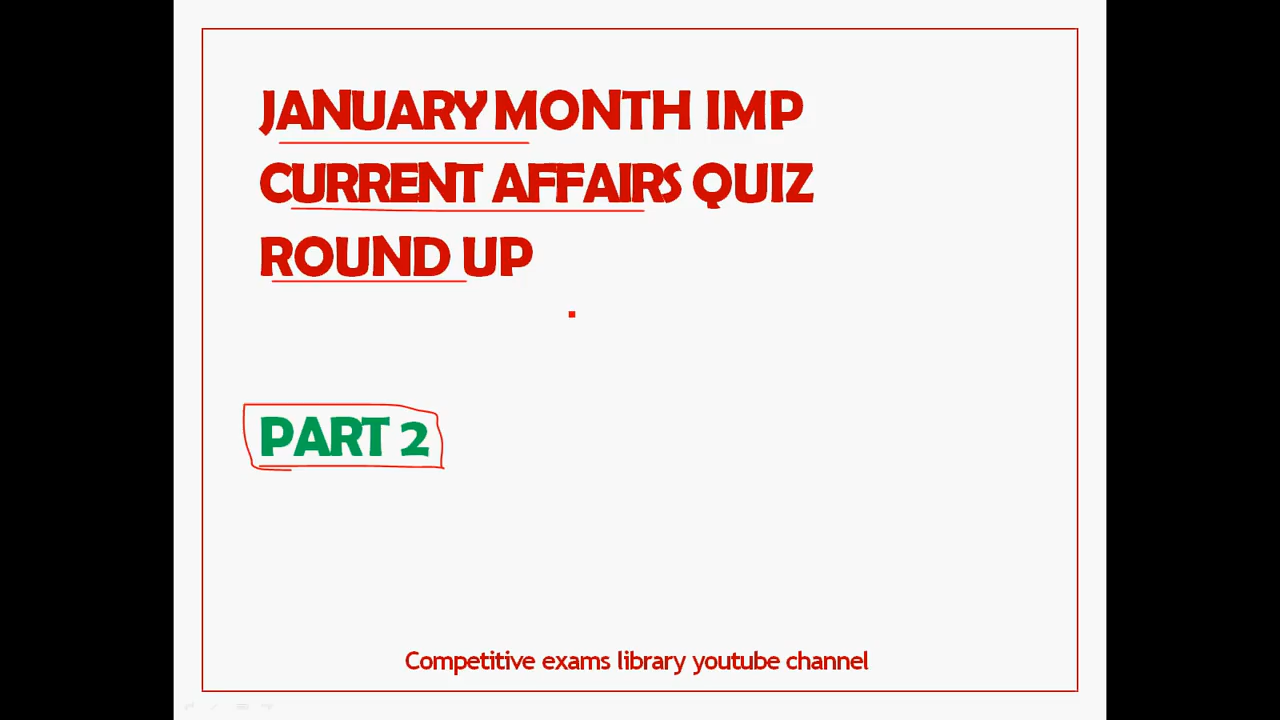 JANUARY MONTH IMP
CURRENT AFFAIRS QUIZ
ROUND UP
PART 2
Competitive exams library youtube channel